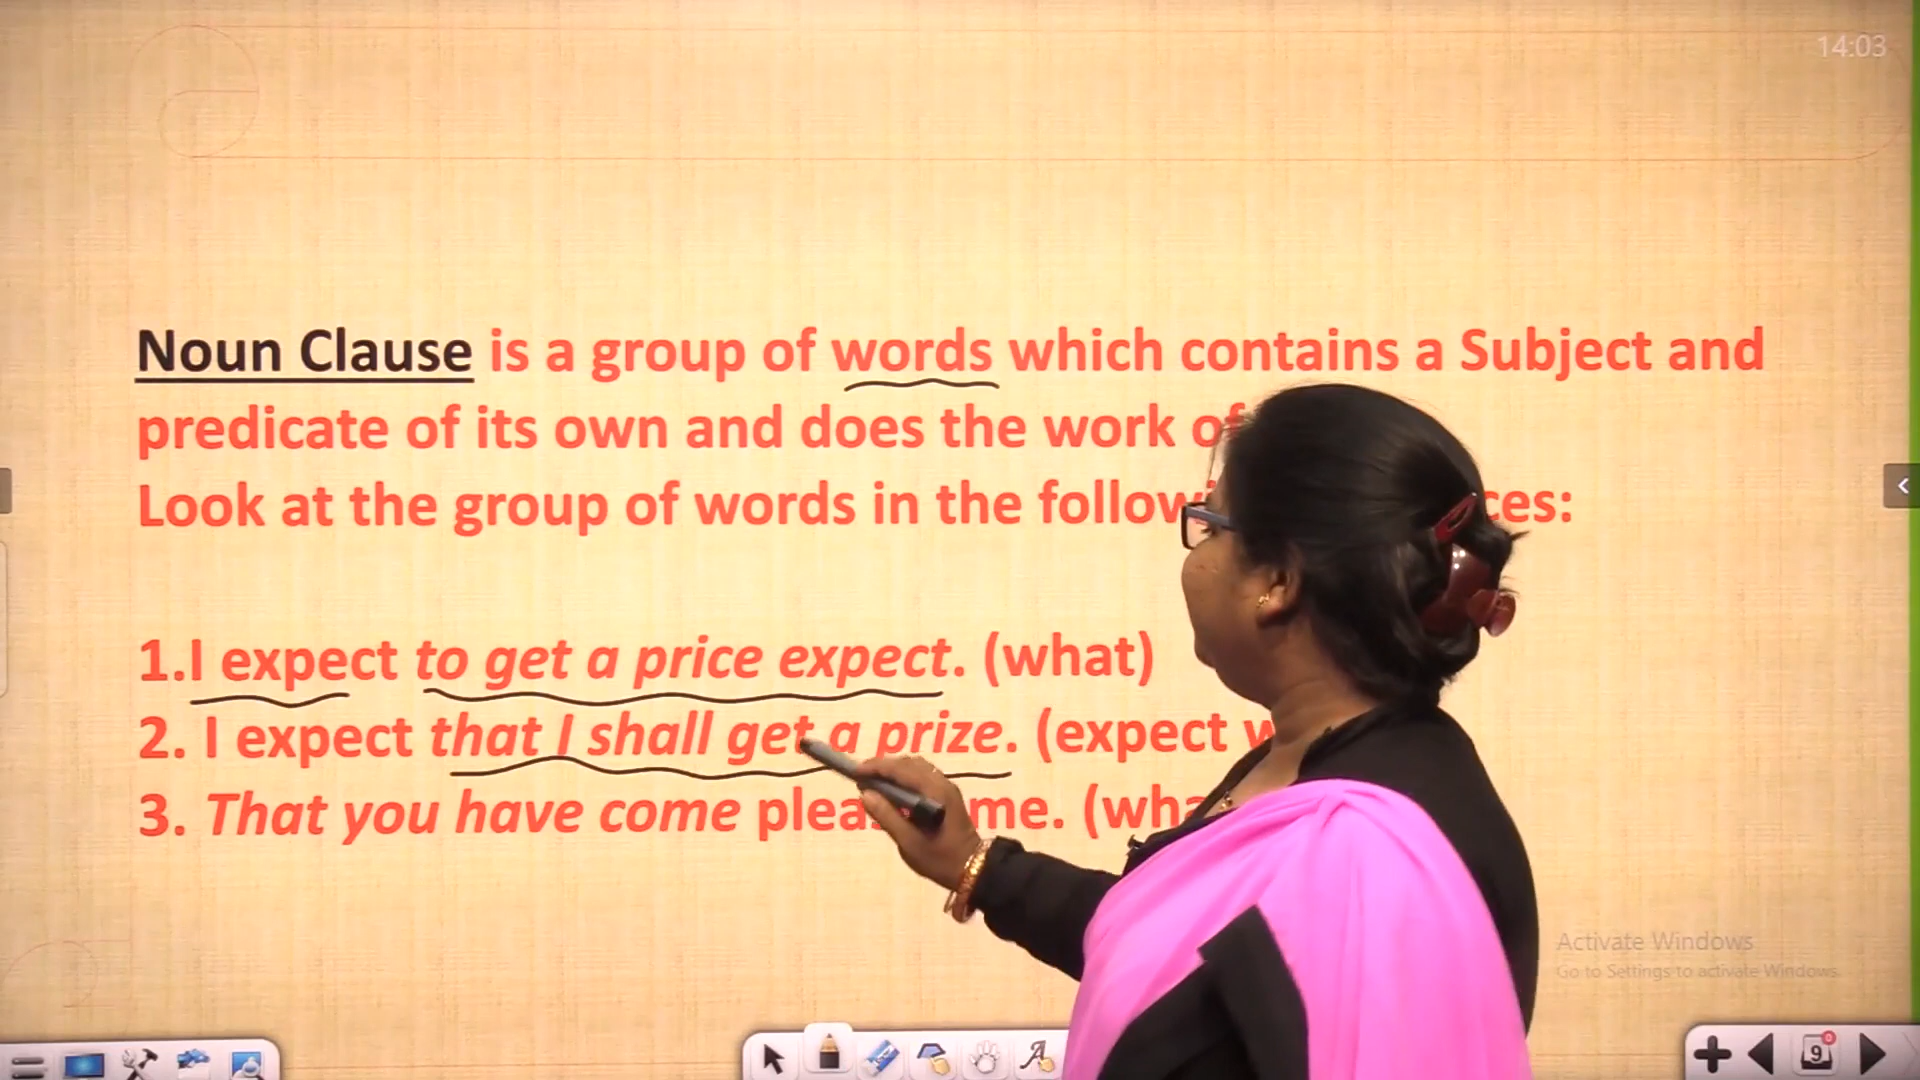 14:03
Noun Clause is a group of words which contains a Subject and
predicate of its own and does the work of
Look at the group of words in the ces:
1.I expect to get a price expect. (what)
2. I expect that I shall get a prize. (expect
3. That you have come me.
Activate Windows
Go to Settings to activate Windows.
9
0